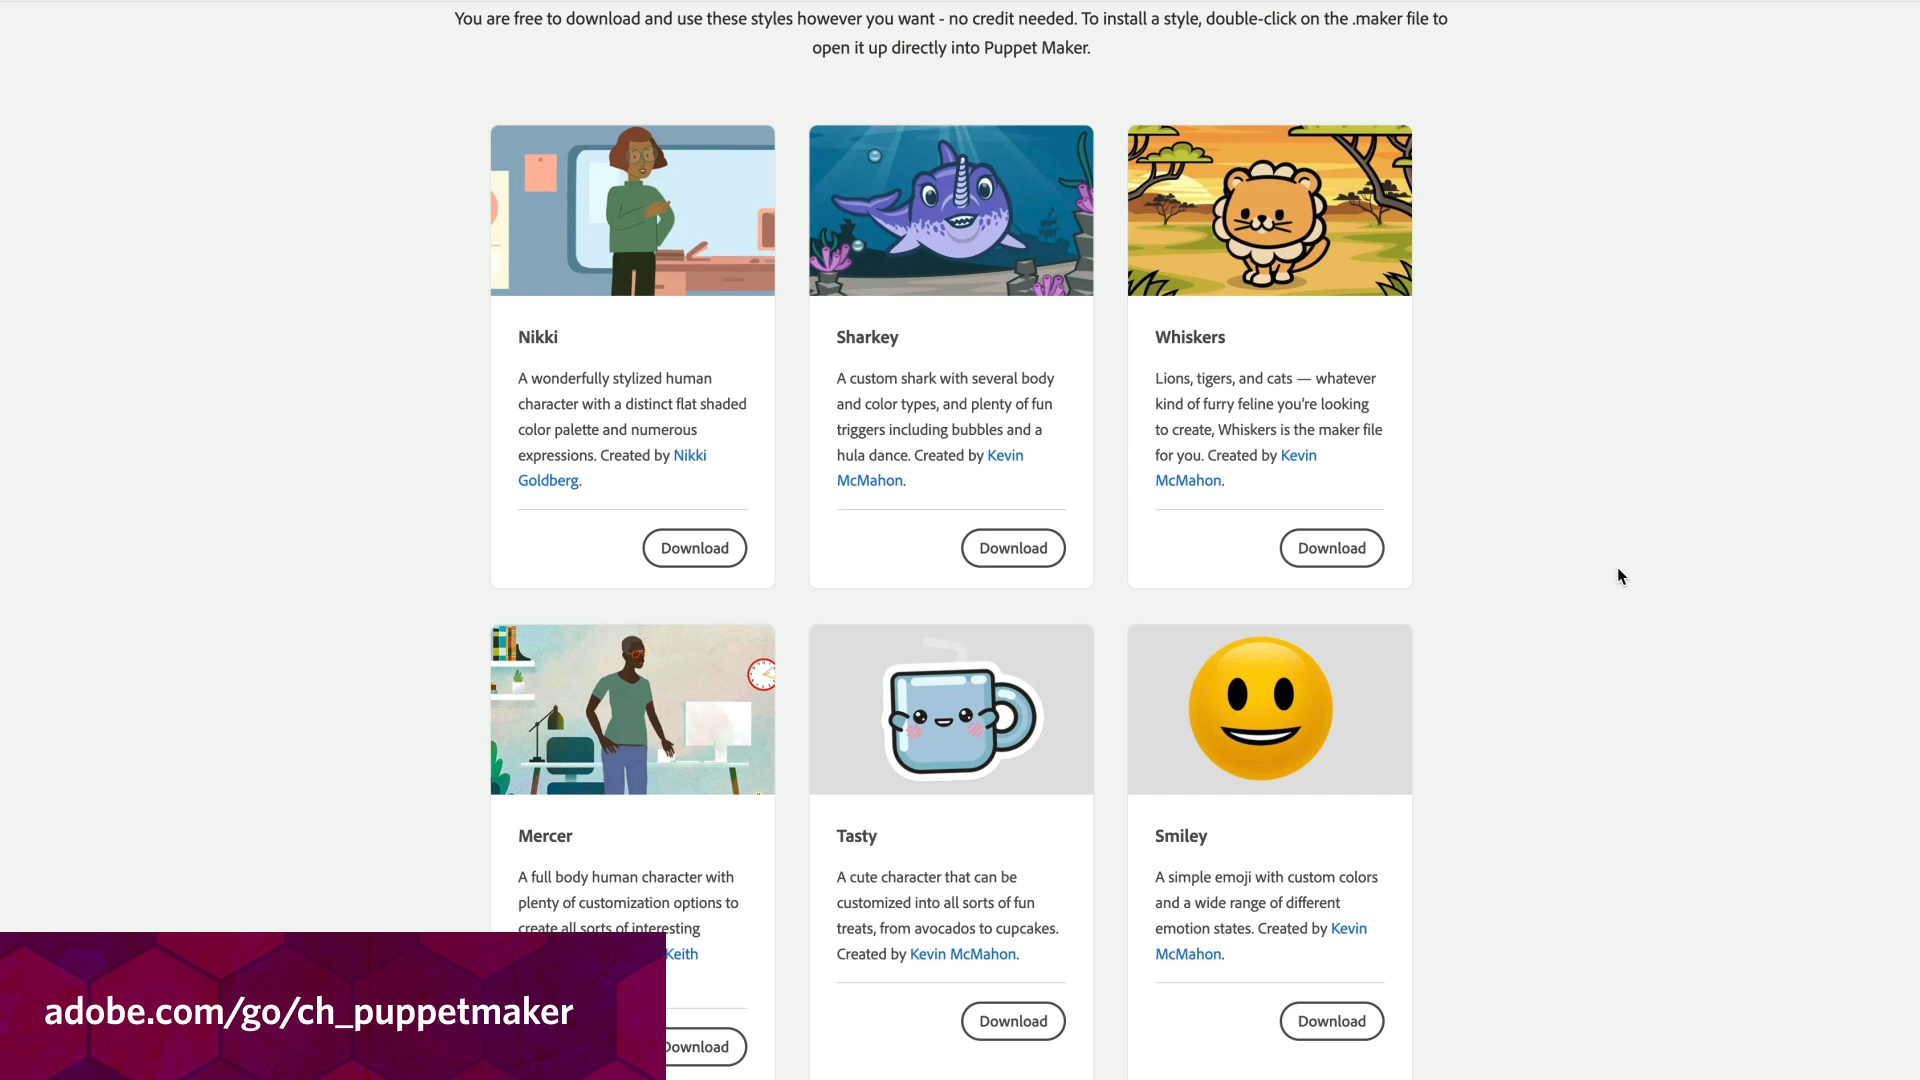 You are free to download and use these styles however you want - no credit needed. To install a style, double-click on the .maker file to
open it up directly into Puppet Maker.
Nikki
A wonderfully stylized human
character with a distinct flat shaded
color palette and numerous
expressions. Created by Nikki
Goldberg.
Download
Sharkey
A custom shark with several body
and color types, and plenty of fun
triggers including bubbles and a
hula dance. Created by Kevin
McMahon.
Download
Whiskers
Lions, tigers, and cats — whatever
kind of furry feline you're looking
to create, Whiskers is the maker file
for you. Created by Kevin
McMahon.
Download
Mercer
A full body human character with
plenty of customization options to
create all sorts of interesting
Keith
Download
Tasty
A cute character that can be
customized into all sorts of fun
treats, from avocados to cupcakes.
Created by Kevin McMahon.
Download
Smiley
A simple emoji with custom colors
and a wide range of different
emotion states. Created by Kevin
McMahon.
Download
adobe.com/go/ch_puppetmaker